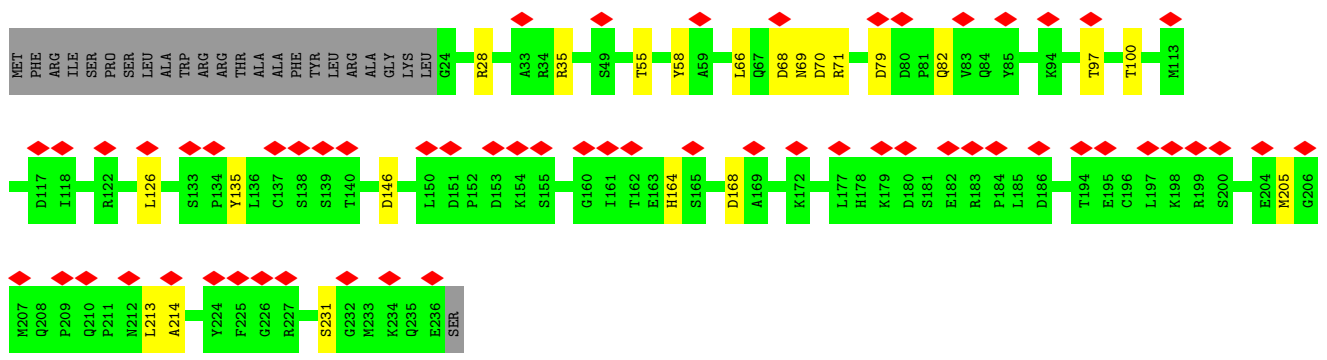 MET PHE ARG ILE SER PRO SER LEU ALA TRP ARG ARG THR ALA ALA PHE TYR LEU ARG ALA GLY LYS LEU G24 R28 A33 R34 R35 S49 T55 Y58 A59 L66 Q67 D68 N69 D70 R71 D79 D80 P81 Q82 V83 Q84 Y85 K94 T97 T100 M113
D117 I118 R122 L126 S133 P134 Y135 L136 C137 S138 S139 T140 D146 L150 D151 P152 D153 K154 S155 G160 I161 T162 E163 H164 S165 D168 A169 K172 L177 H178 K179 D180 S181 E182 R183 P184 L185 D186 T194 E195 C196 L197 K198 R199 S200 E204 M205 G206
M207 Q208 P209 Q210 P211 N212 L213 A214 Y224 F225 G226 R227 S231 G232 M233 K234 Q235 E236 SER